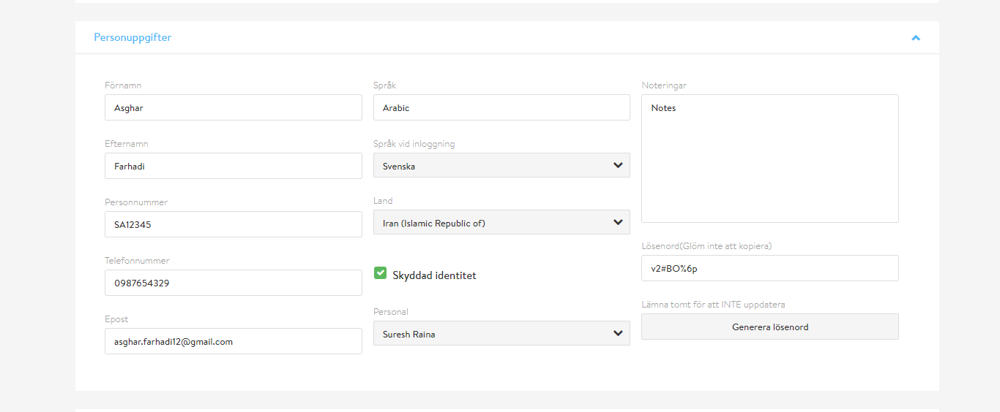 Personuppgifter
Förnamn
Asghar
Efternamn
Farhadi
Personnummer
SA12345
Telefonnummer
0987654329
Epost
asghar.farhadi12@gmail.com
Språk
Arabic
Språk vid inloggning
Svenska
Land
Iran (Islamic Republic of)
Skyddad identitet
Personal
Suresh Raina
Noteringar
Notes
Lösenord(Glöm inte att kopiera)
v2#BO%6p
Lämna tomt för att INTE uppdatera
Generera lösenord